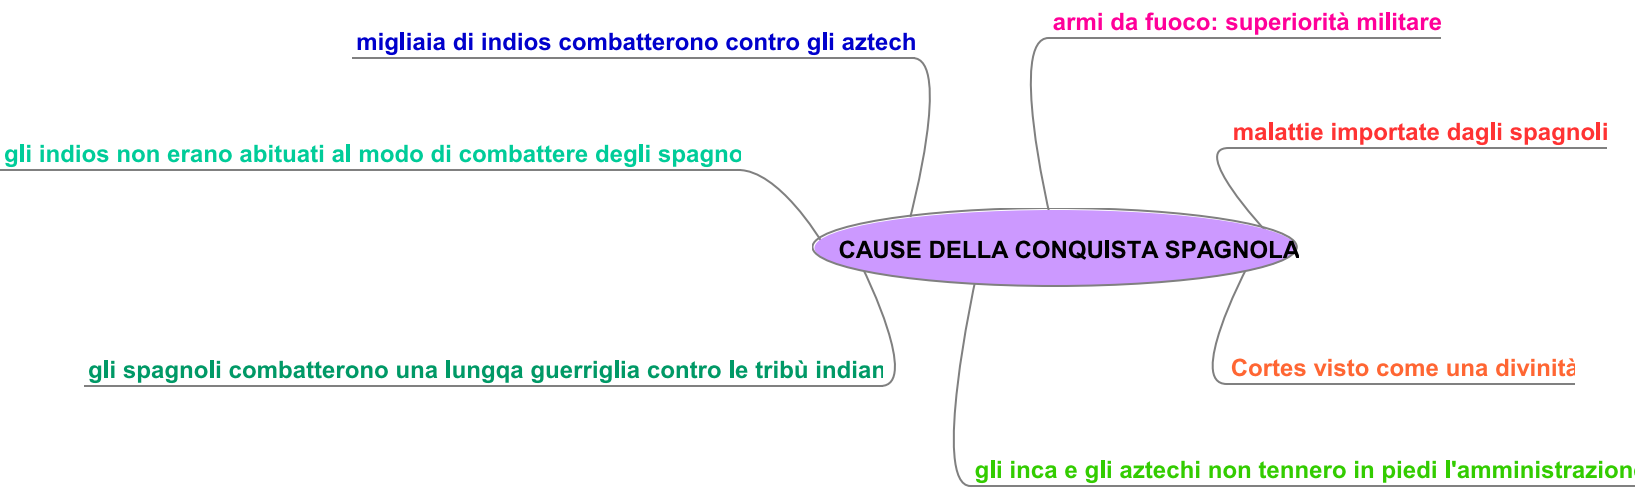 armi da fuoco: superiorità militare
migliaia di indios combatterono contro gli aztech
malattie importate dagli spagnoli
gli indios non erano abituati al modo di combattere degli spagno
CAUSE DELLA CONQUISTA SPAGNOLA
gli spagnoli combatterono una lungqa guerriglia contro le tribù indian
Cortes visto come una divinità
gli inca e gli aztechi non tennero in piedi l'amministrazione